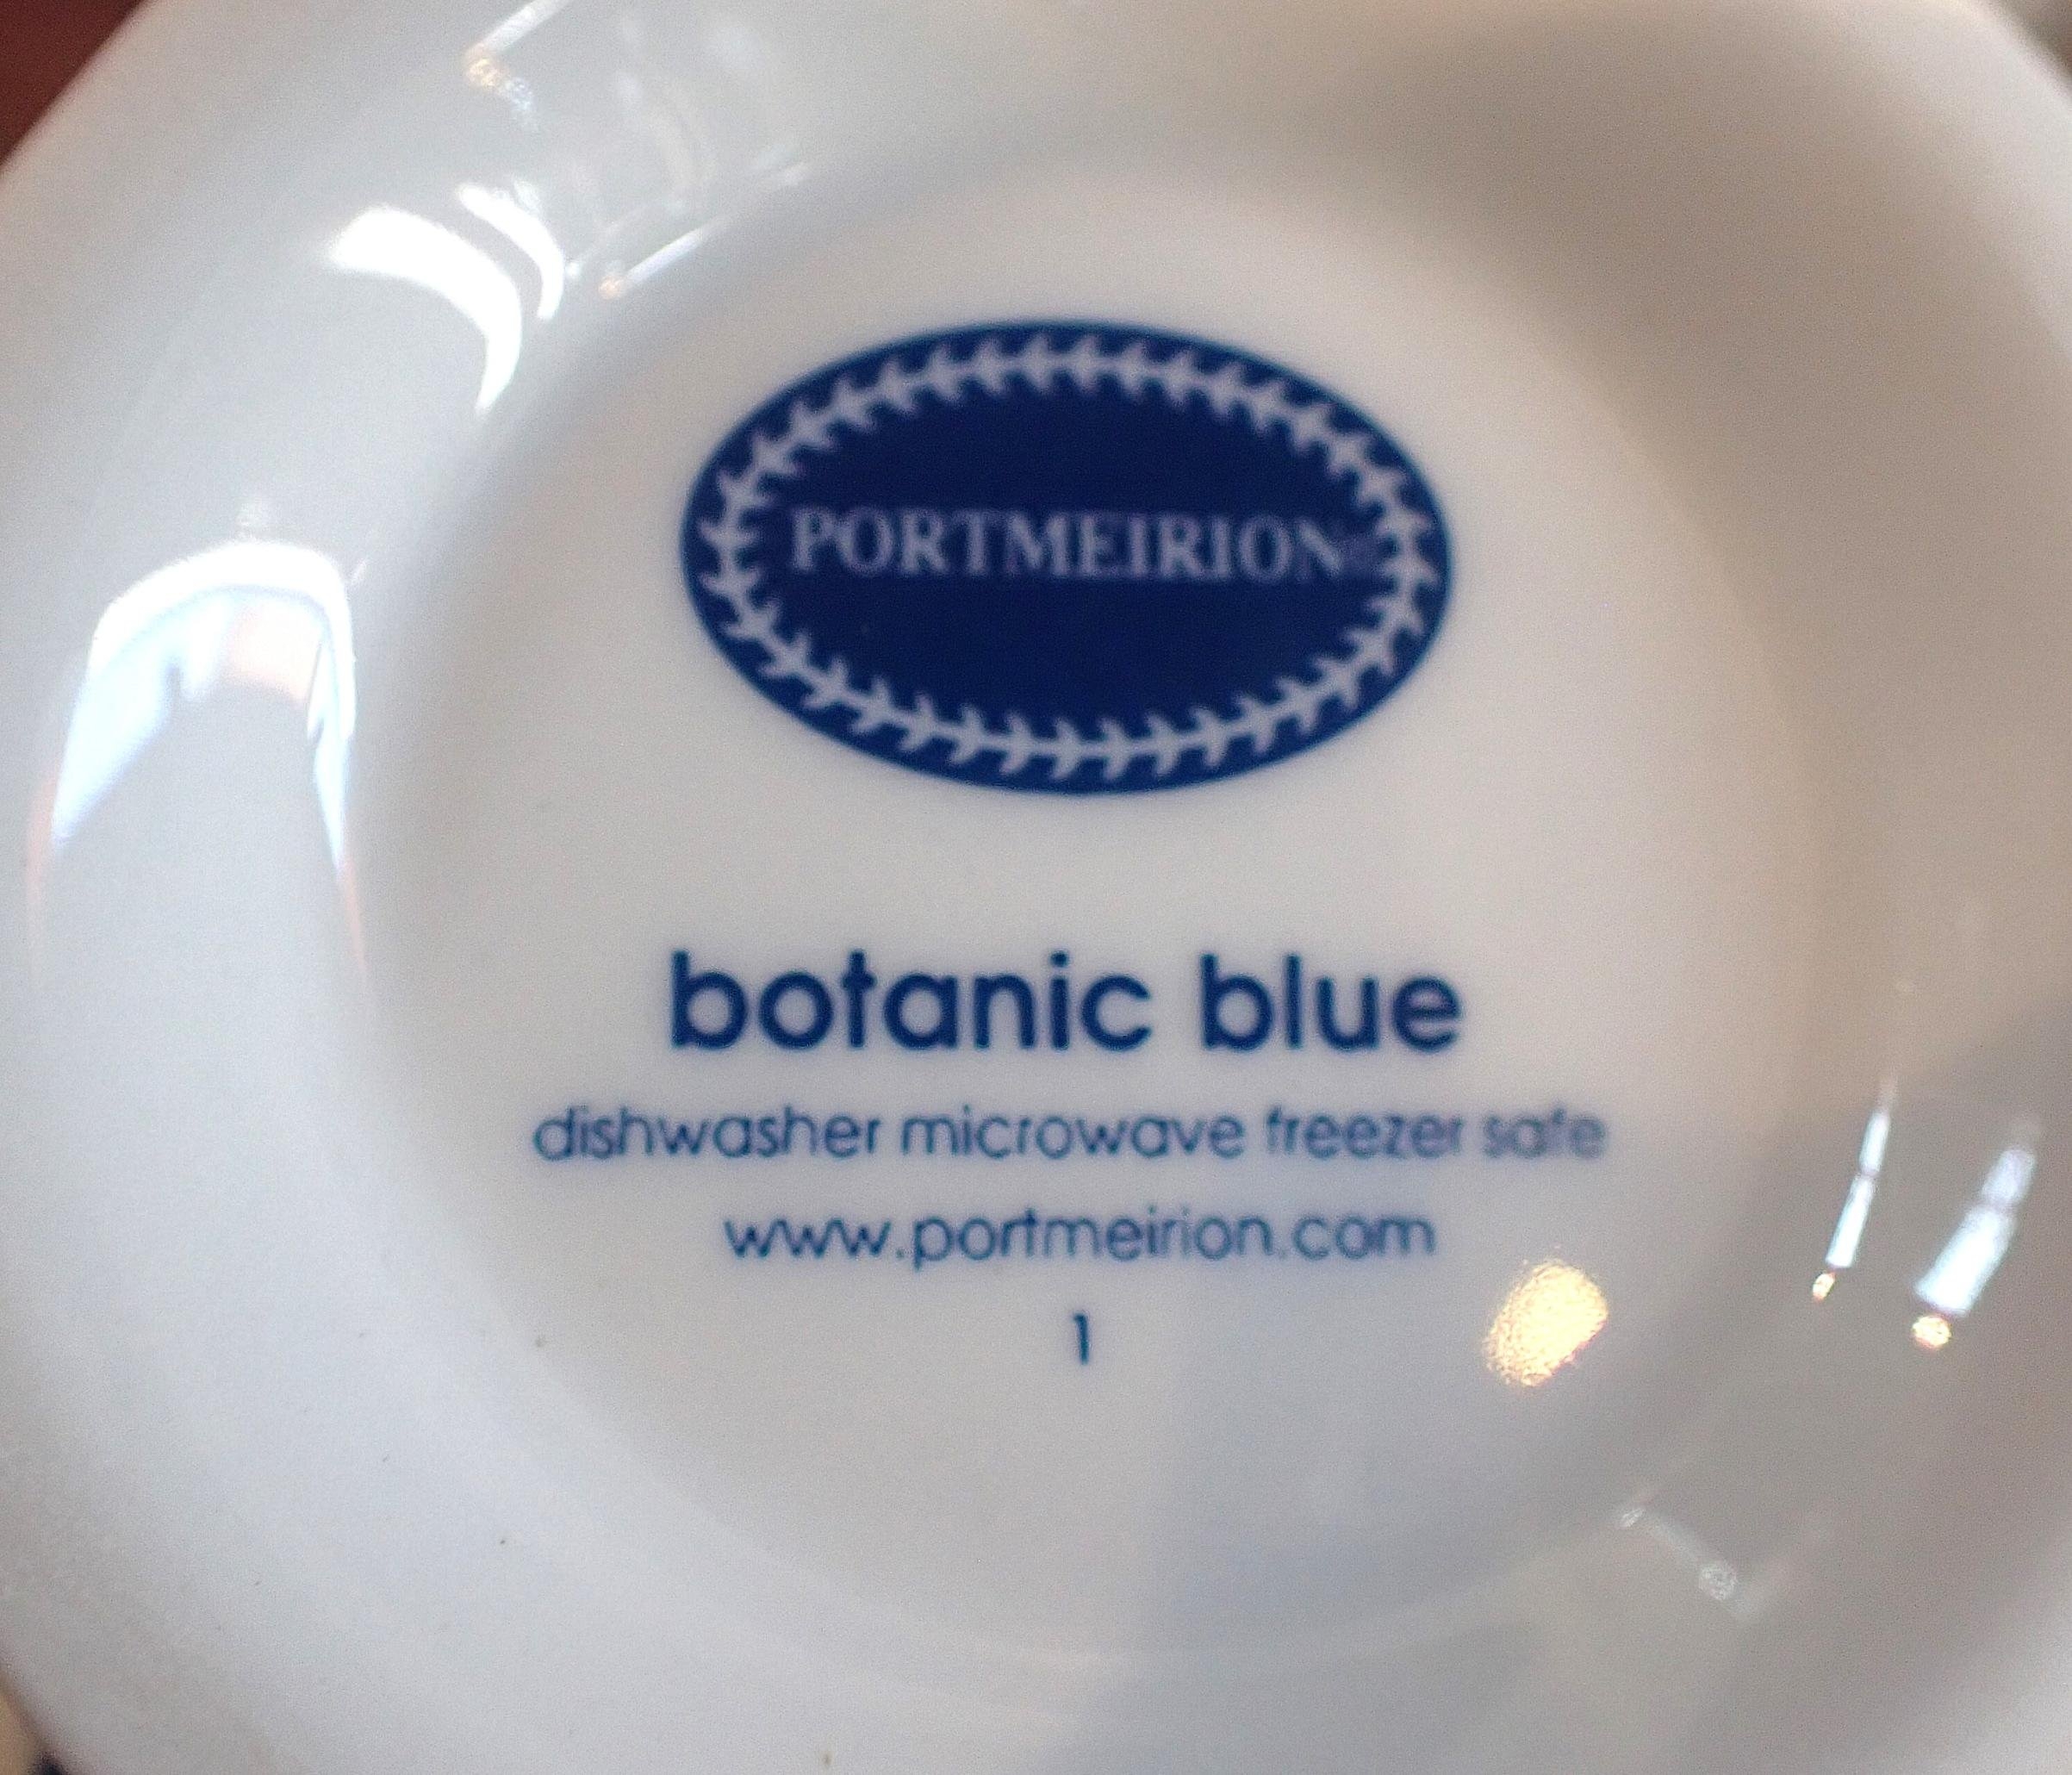 PORTMEIRION
botanic blue
dishwasher microwave freezer safe
www.portmeirion.com
1